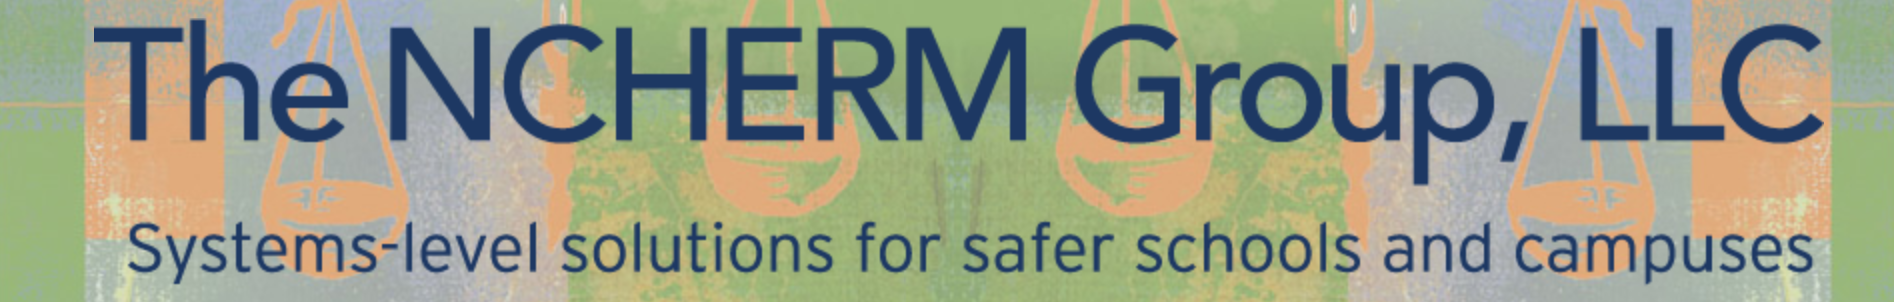 The NCHERM Group, LLC
Systems-level solutions for safer schools and campuses